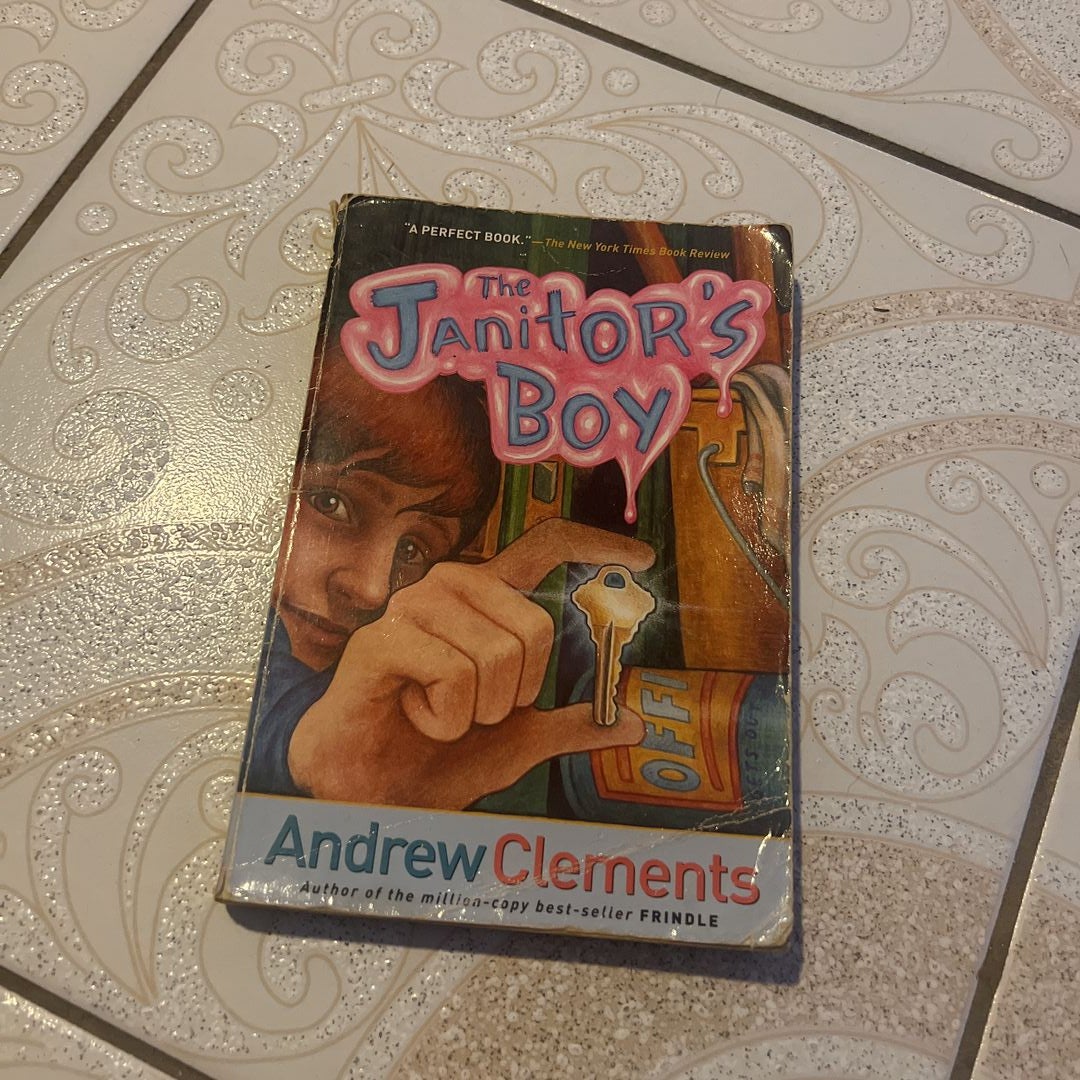 "A PERFECT BOOK."—The New York Times Book Review
The
JANitOR'S
BOY
OFFI
Andrew Clements
Author of the million-copy best-seller FRINDLE